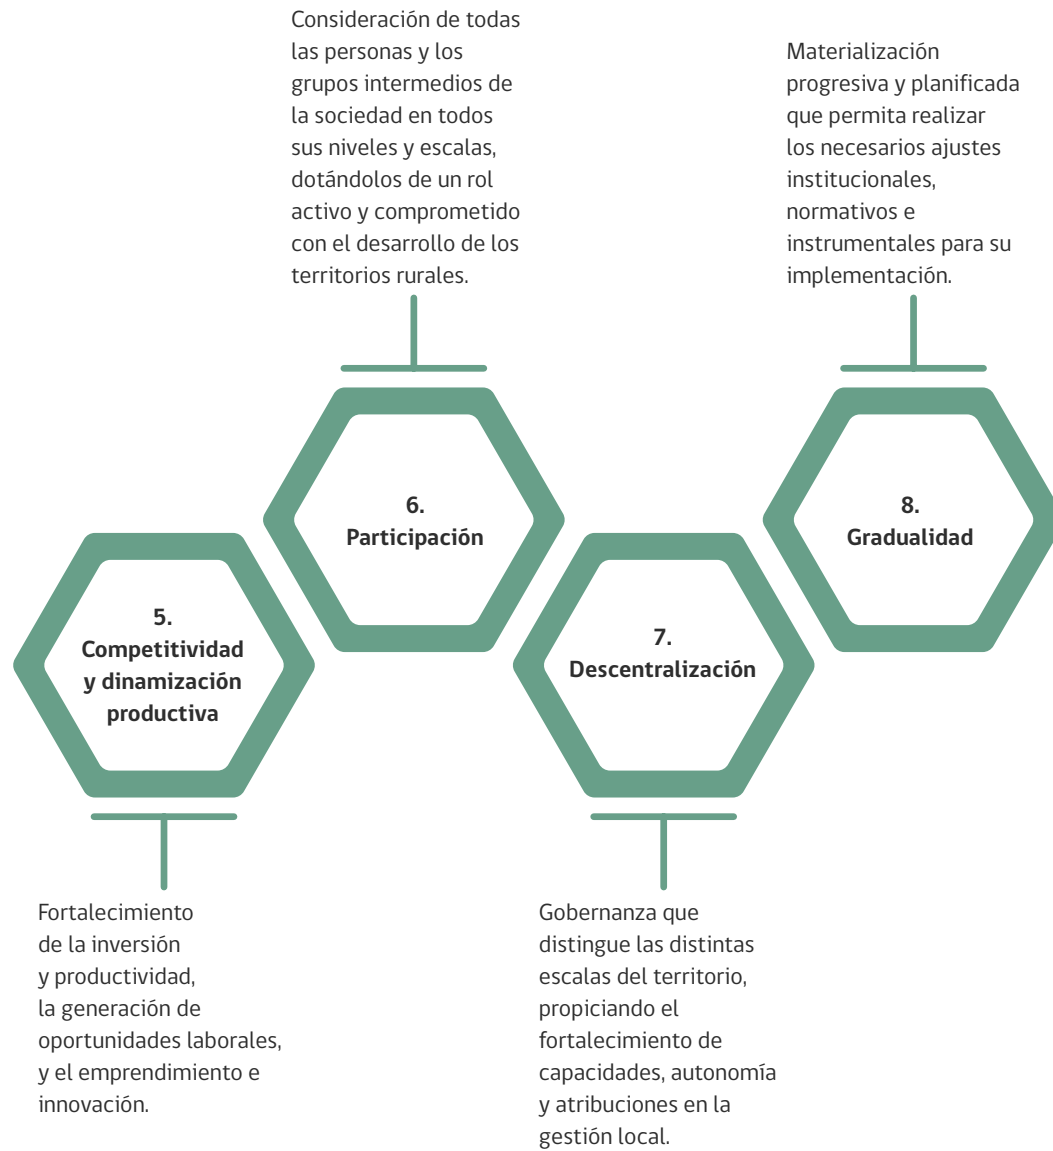 Consideración de todas
las personas y los
grupos intermedios de
la sociedad en todos
sus niveles y escalas,
dotándolos de un rol
activo y comprometido
con el desarrollo de los
territorios rurales.
Materialización
progresiva y planificada
que permita realizar
los necesarios ajustes
institucionales,
normativos e
instrumentales para su
implementación.
5.
Competitividad
y dinamización
productiva
6.
Participación
7.
Descentralización
8.
Gradualidad
Fortalecimiento
de la inversión
y productividad,
la generación de
oportunidades laborales,
y el emprendimiento e
innovación.
Gobernanza que
distingue las distintas
escalas del territorio,
propiciando el
fortalecimiento de
capacidades, autonomía
y atribuciones en la
gestión local.